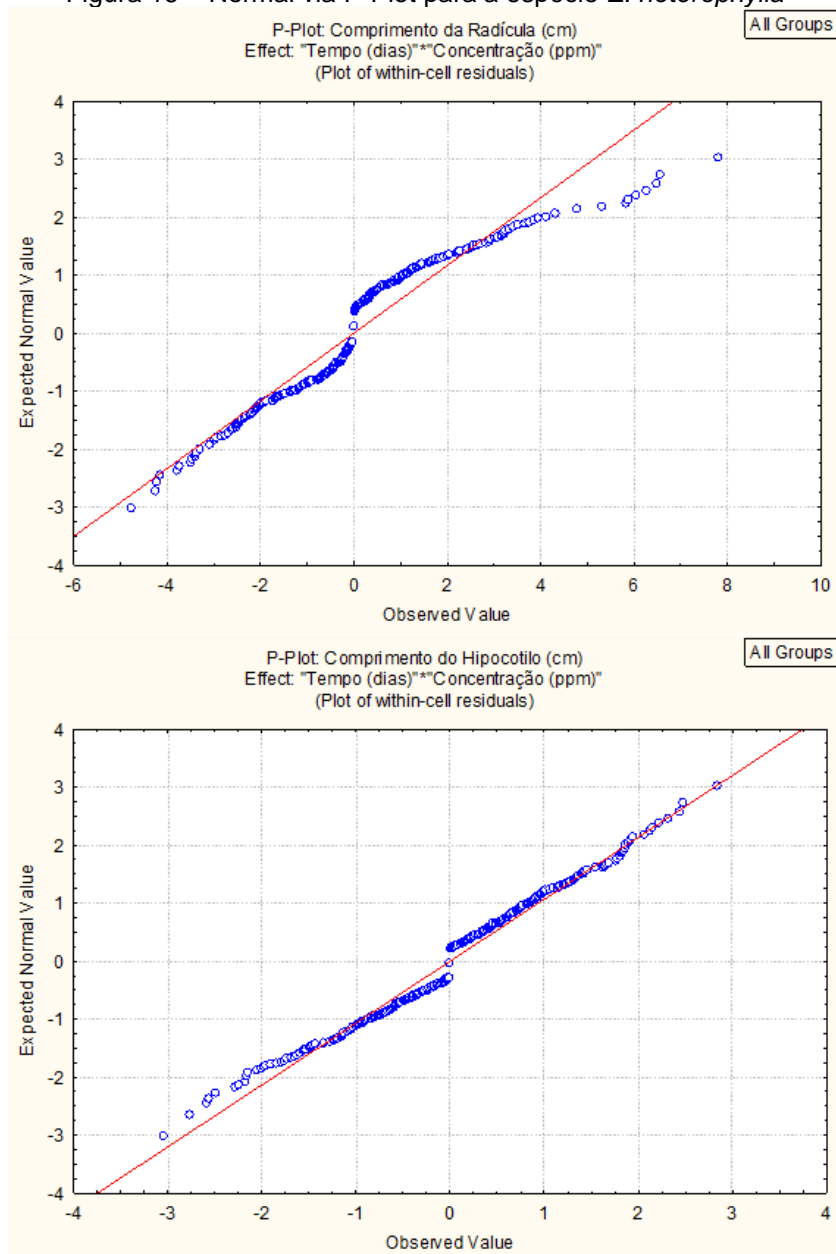 Figura 18 – Normal via P-Plot para a espécie E. heterophylla
P-Plot: Comprimento da Radícula (cm)
All Groups
Effect: "Tempo (dias)"*"Concentração (ppm)"
(Plot of within-cell residuals)
4
3
2
1
0
-1
-2
-3
-4
Expected Normal Value
-6 -4 -2 0 2 4 6 8 10
Observed Value
P-Plot: Comprimento do Hipocotilo (cm)
All Groups
Effect: "Tempo (dias)"*"Concentração (ppm)"
(Plot of within-cell residuals)
4
3
2
1
0
-1
-2
-3
-4
Expected Normal Value
-4 -3 -2 -1 0 1 2 3 4
Observed Value